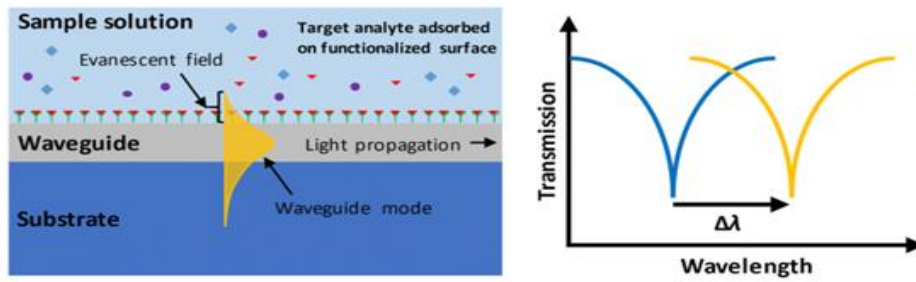 Sample solution
Target analyte adsorbed
on functionalized surface
Evanescent field
Waveguide
Light propagation
Waveguide mode
Substrate
Transmission
Δλ
Wavelength